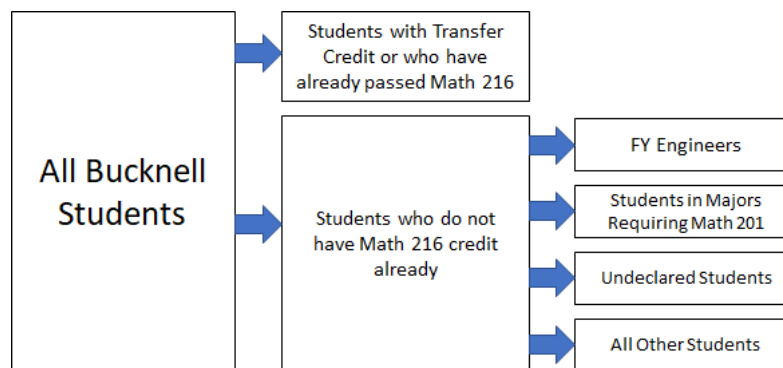 All Bucknell
Students
Students with Transfer
Credit or who have
already passed Math 216
Students who do not
have Math 216 credit
already
FY Engineers
Students in Majors
Requiring Math 201
Undeclared Students
All Other Students